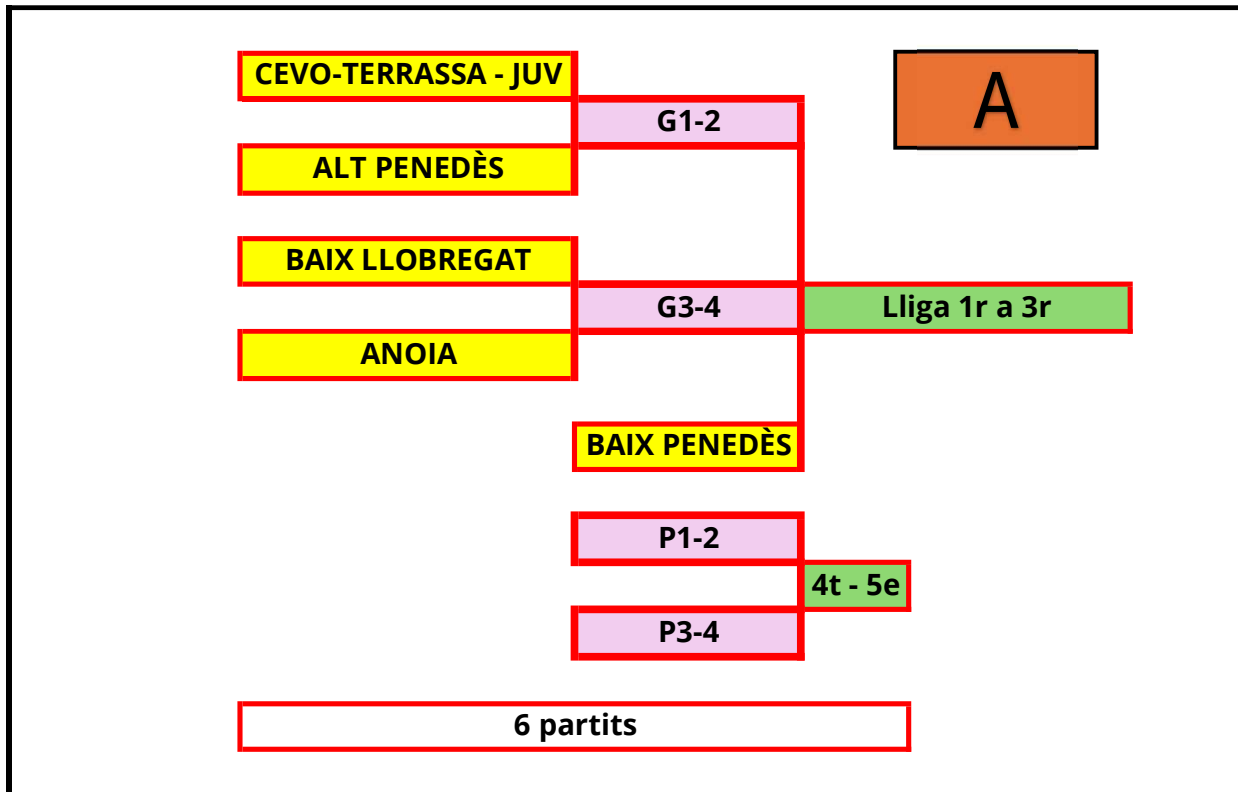 CEVO-TERRASSA - JUV
A
G1-2
ALT PENEDÈS
BAIX LLOBREGAT
G3-4
Lliga 1r a 3r
ANOIA
BAIX PENEDÈS
P1-2
4t - 5e
P3-4
6 partits